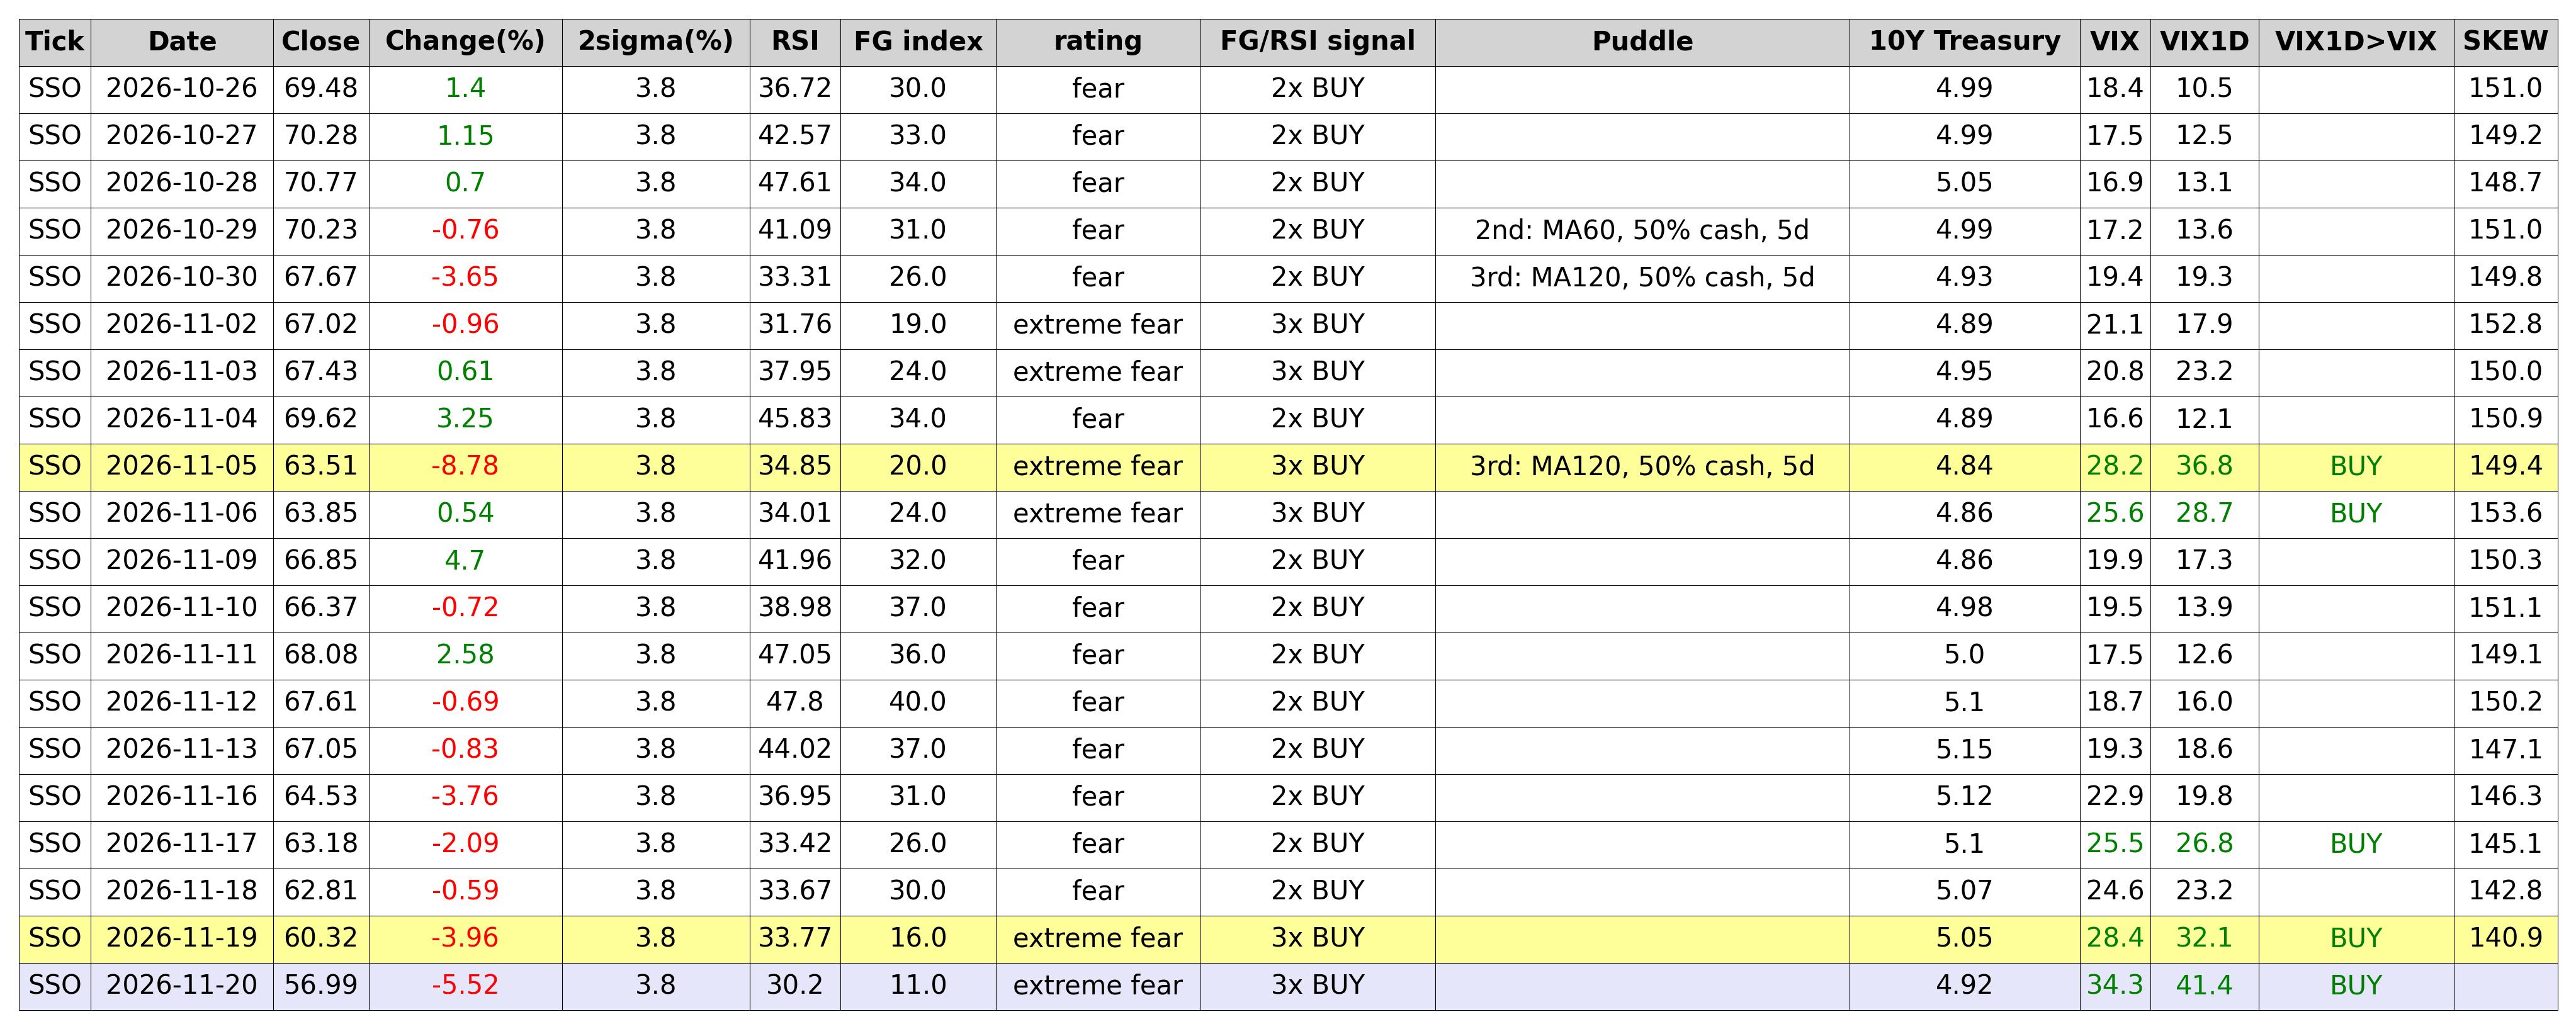 Tick Date Close Change(%) 2sigma(%) RSI FG index rating FG/RSI signal Puddle 10Y Treasury VIX VIX1D VIX1D>VIX SKEW
SSO 2026-10-26 69.48 1.4 3.8 36.72 30.0 fear 2x BUY 4.99 18.4 10.5 151.0
SSO 2026-10-27 70.28 1.15 3.8 42.57 33.0 fear 2x BUY 4.99 17.5 12.5 149.2
SSO 2026-10-28 70.77 0.7 3.8 47.61 34.0 fear 2x BUY 5.05 16.9 13.1 148.7
SSO 2026-10-29 70.23 -0.76 3.8 41.09 31.0 fear 2x BUY 2nd: MA60, 50% cash, 5d 4.99 17.2 13.6 151.0
SSO 2026-10-30 67.67 -3.65 3.8 33.31 26.0 fear 2x BUY 3rd: MA120, 50% cash, 5d 4.93 19.4 19.3 149.8
SSO 2026-11-02 67.02 -0.96 3.8 31.76 19.0 extreme fear 3x BUY 4.89 21.1 17.9 152.8
SSO 2026-11-03 67.43 0.61 3.8 37.95 24.0 extreme fear 3x BUY 4.95 20.8 23.2 150.0
SSO 2026-11-04 69.62 3.25 3.8 45.83 34.0 fear 2x BUY 4.89 16.6 12.1 150.9
SSO 2026-11-05 63.51 -8.78 3.8 34.85 20.0 extreme fear 3x BUY 3rd: MA120, 50% cash, 5d 4.84 28.2 36.8 BUY 149.4
SSO 2026-11-06 63.85 0.54 3.8 34.01 24.0 extreme fear 3x BUY 4.86 25.6 28.7 BUY 153.6
SSO 2026-11-09 66.85 4.7 3.8 41.96 32.0 fear 2x BUY 4.86 19.9 17.3 150.3
SSO 2026-11-10 66.37 -0.72 3.8 38.98 37.0 fear 2x BUY 4.98 19.5 13.9 151.1
SSO 2026-11-11 68.08 2.58 3.8 47.05 36.0 fear 2x BUY 5.0 17.5 12.6 149.1
SSO 2026-11-12 67.61 -0.69 3.8 47.8 40.0 fear 2x BUY 5.1 18.7 16.0 150.2
SSO 2026-11-13 67.05 -0.83 3.8 44.02 37.0 fear 2x BUY 5.15 19.3 18.6 147.1
SSO 2026-11-16 64.53 -3.76 3.8 36.95 31.0 fear 2x BUY 5.12 22.9 19.8 146.3
SSO 2026-11-17 63.18 -2.09 3.8 33.42 26.0 fear 2x BUY 5.1 25.5 26.8 BUY 145.1
SSO 2026-11-18 62.81 -0.59 3.8 33.67 30.0 fear 2x BUY 5.07 24.6 23.2 142.8
SSO 2026-11-19 60.32 -3.96 3.8 33.77 16.0 extreme fear 3x BUY 5.05 28.4 32.1 BUY 140.9
SSO 2026-11-20 56.99 -5.52 3.8 30.2 11.0 extreme fear 3x BUY 4.92 34.3 41.4 BUY